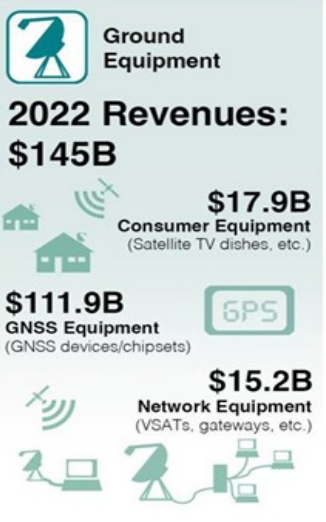 Ground
Equipment
2022 Revenues:
$145B
$17.9B
Consumer Equipment
(Satellite TV dishes, etc.)
$111.9B
GNSS Equipment
(GNSS devices/chipsets)
GPS
$15.2B
Network Equipment
(VSATs, gateways, etc.)